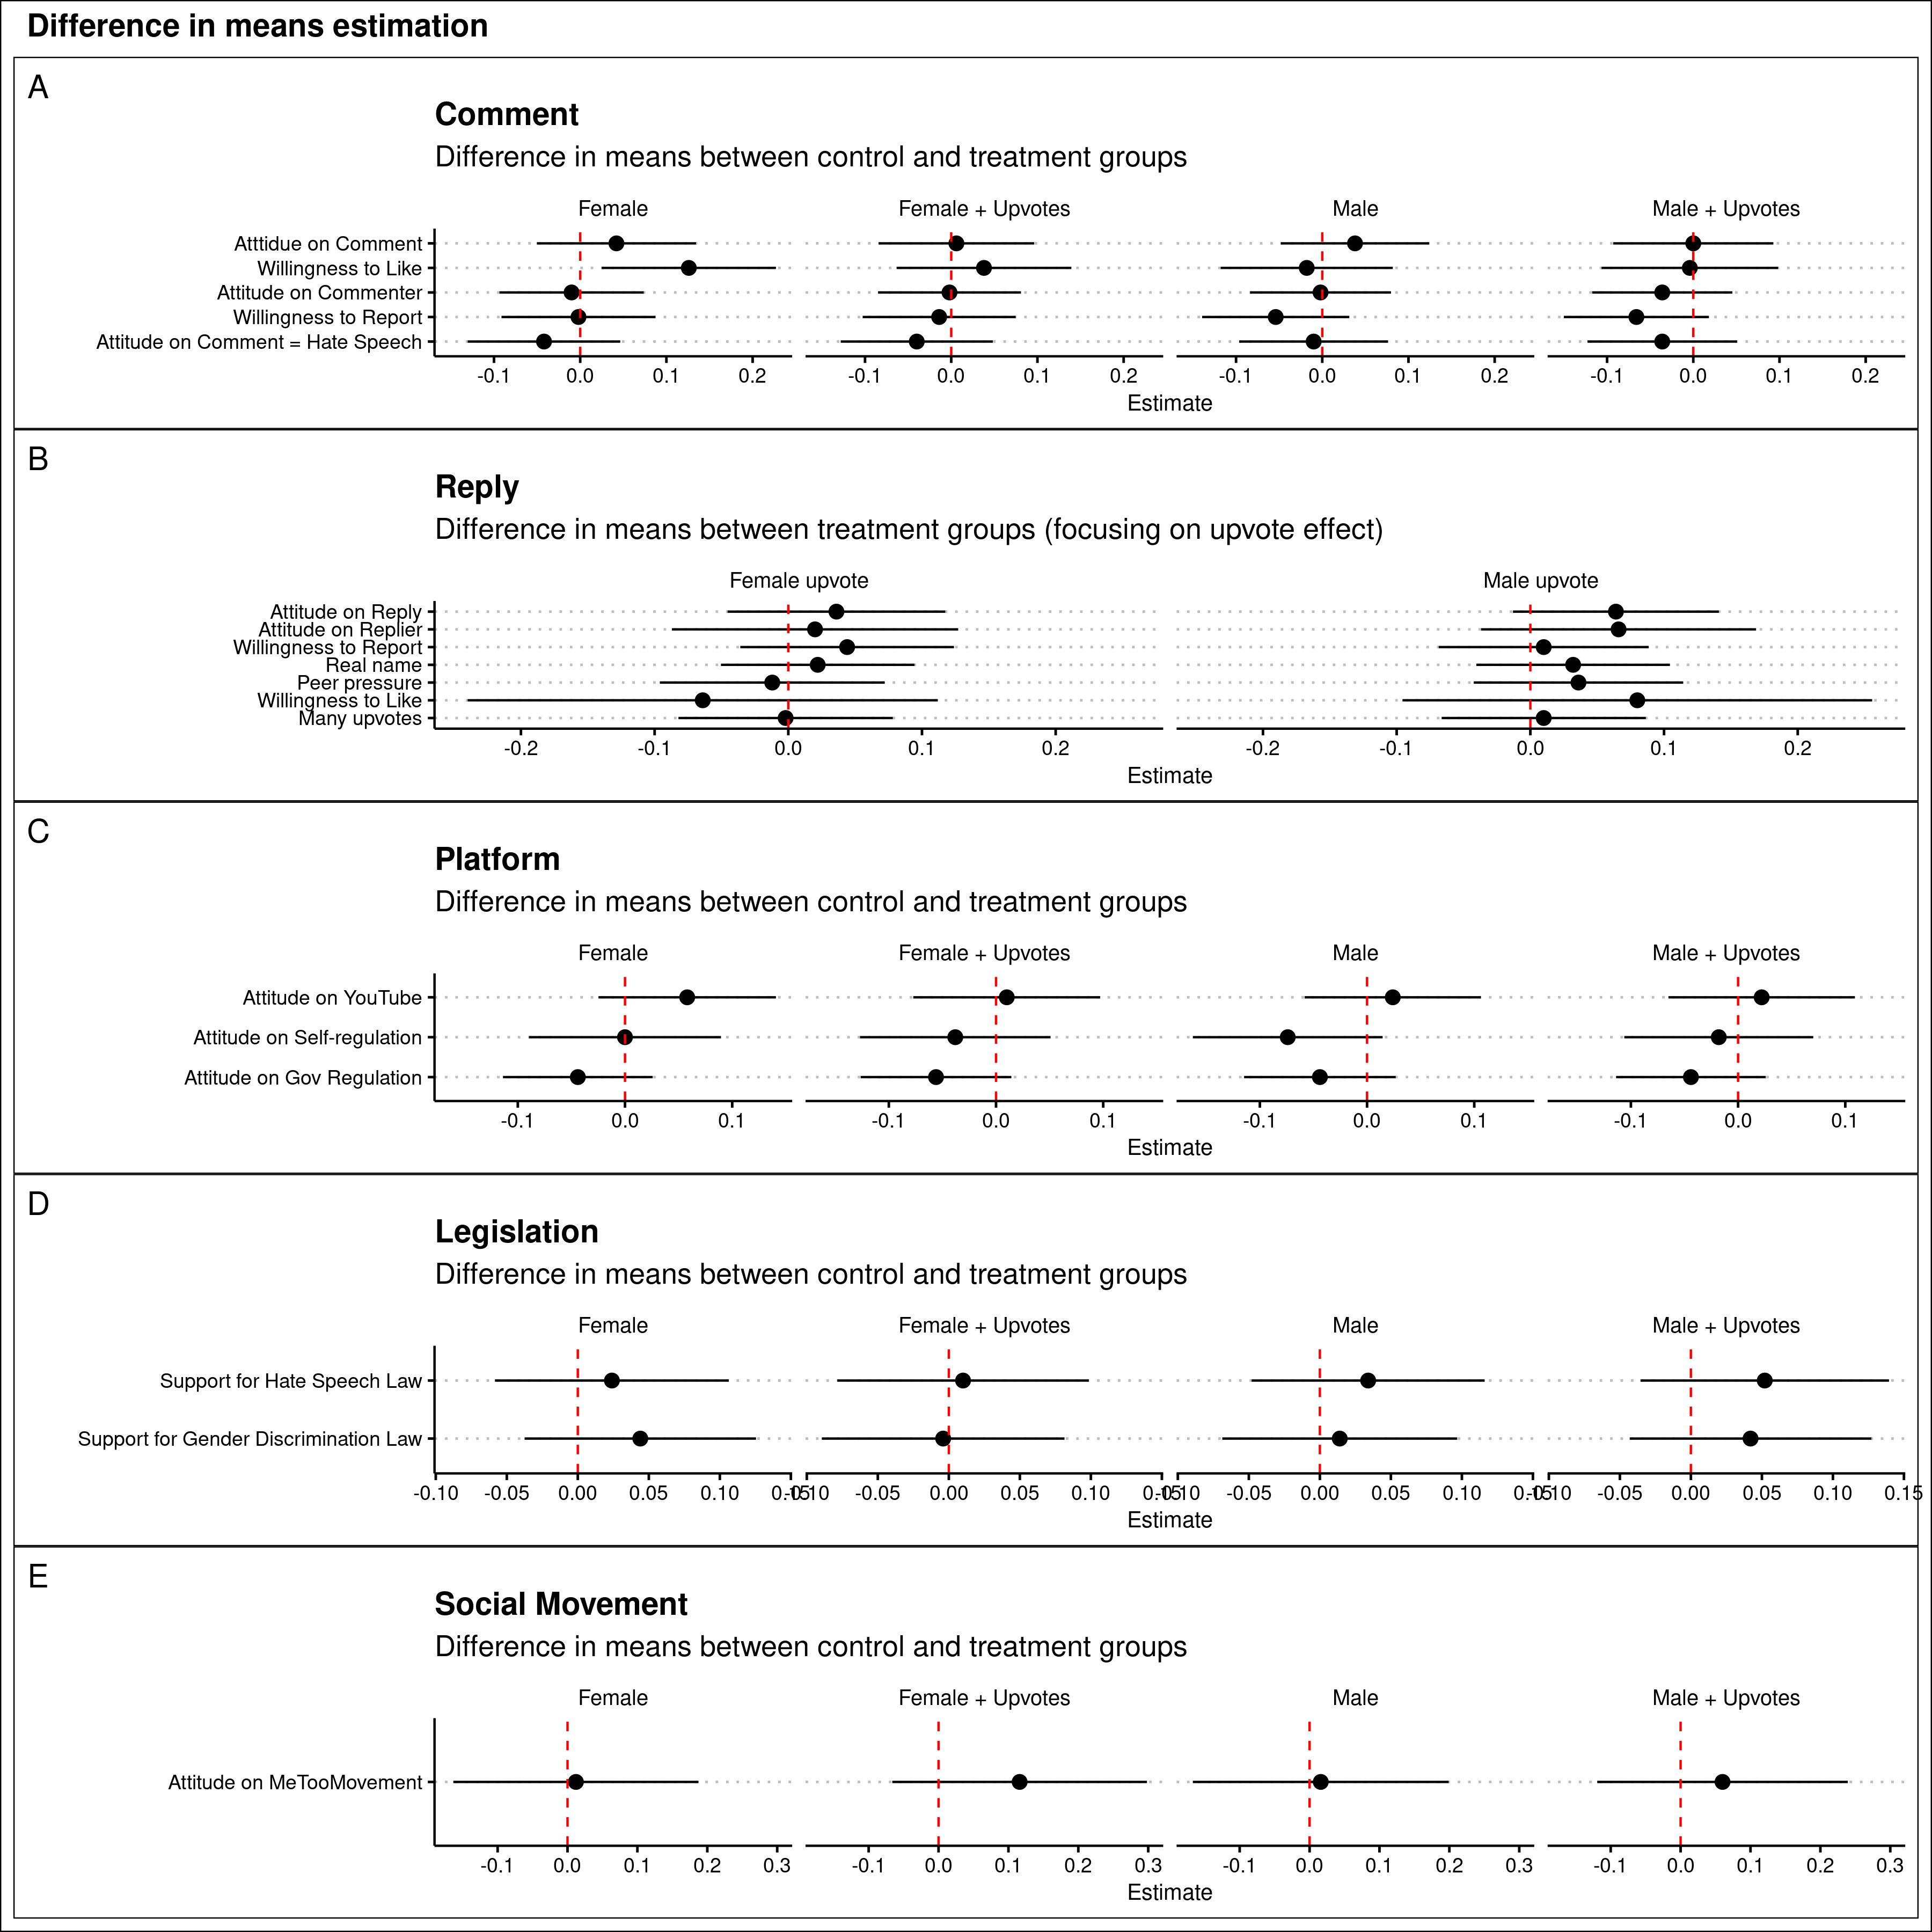 Difference in means estimation
A
Comment
Difference in means between control and treatment groups
Female Female + Upvotes Male Male + Upvotes
Atttidue on Comment
Willingness to Like
Attitude on Commenter
Willingness to Report
Attitude on Comment = Hate Speech
-0.1 0.0 0.1 0.2 -0.1 0.0 0.1 0.2 -0.1 0.0 0.1 0.2 -0.1 0.0 0.1 0.2
Estimate
B
Reply
Difference in means between treatment groups (focusing on upvote effect)
Female upvote Male upvote
Attitude on Reply
Attitude on Replier
Willingness to Report
Real name
Peer pressure
Willingness to Like
Many upvotes
-0.2 -0.1 0.0 0.1 0.2 -0.2 -0.1 0.0 0.1 0.2
Estimate
C
Platform
Difference in means between control and treatment groups
Female Female + Upvotes Male Male + Upvotes
Attitude on YouTube
Attitude on Self-regulation
Attitude on Gov Regulation
-0.1 0.0 0.1 -0.1 0.0 0.1 -0.1 0.0 0.1 -0.1 0.0 0.1
Estimate
D
Legislation
Difference in means between control and treatment groups
Female Female + Upvotes Male Male + Upvotes
Support for Hate Speech Law
Support for Gender Discrimination Law
-0.10 -0.05 0.00 0.05 0.10 0.15 -0.10 -0.05 0.00 0.05 0.10 0.15 -0.10 -0.05 0.00 0.05 0.10 0.15 -0.10 -0.05 0.00 0.05 0.10 0.15
Estimate
E
Social Movement
Difference in means between control and treatment groups
Female Female + Upvotes Male Male + Upvotes
Attitude on MeTooMovement
-0.1 0.0 0.1 0.2 0.3 -0.1 0.0 0.1 0.2 0.3 -0.1 0.0 0.1 0.2 0.3 -0.1 0.0 0.1 0.2 0.3
Estimate